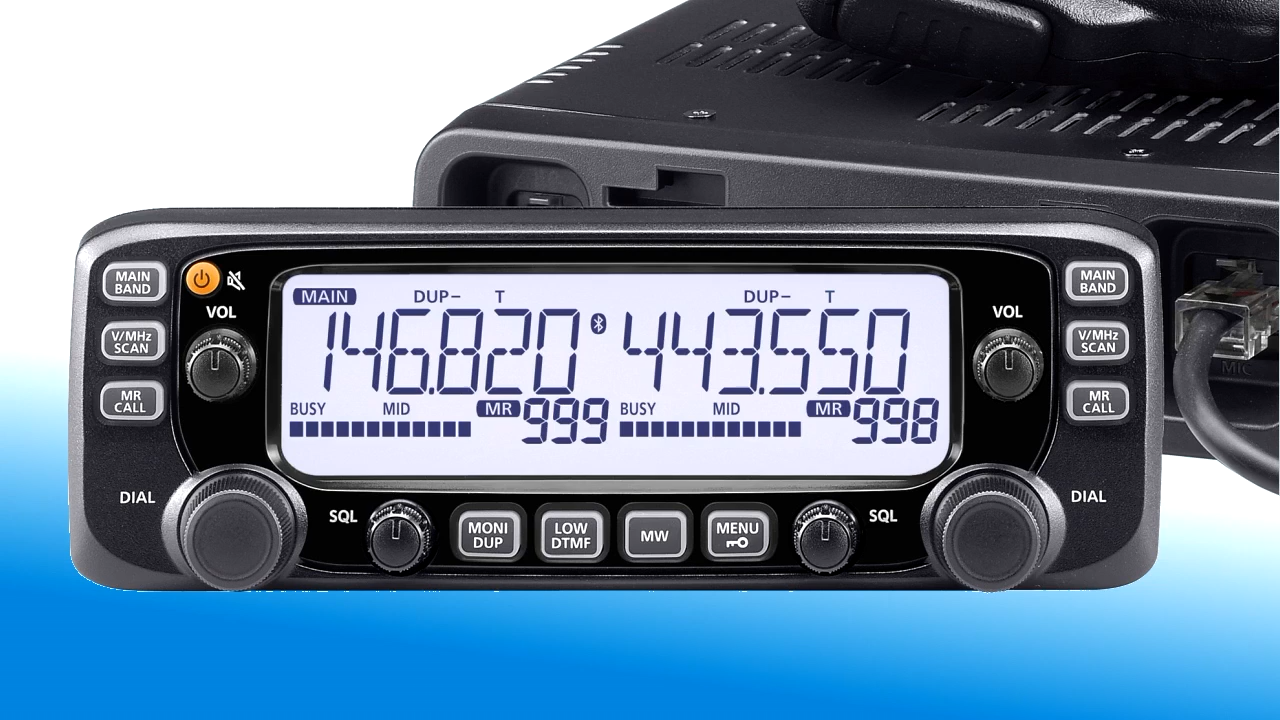 MAIN BAND
V/MHz SCAN
MR CALL
VOL
DIAL
SQL
MAIN DUP- T
146.820
BUSY MID MR 999
DUP- T
443.550
BUSY MID MR 998
MONI DUP
LOW DTMF
MW
MENU
SQL
VOL
DIAL
MAIN BAND
V/MHz SCAN
MR CALL
MIC